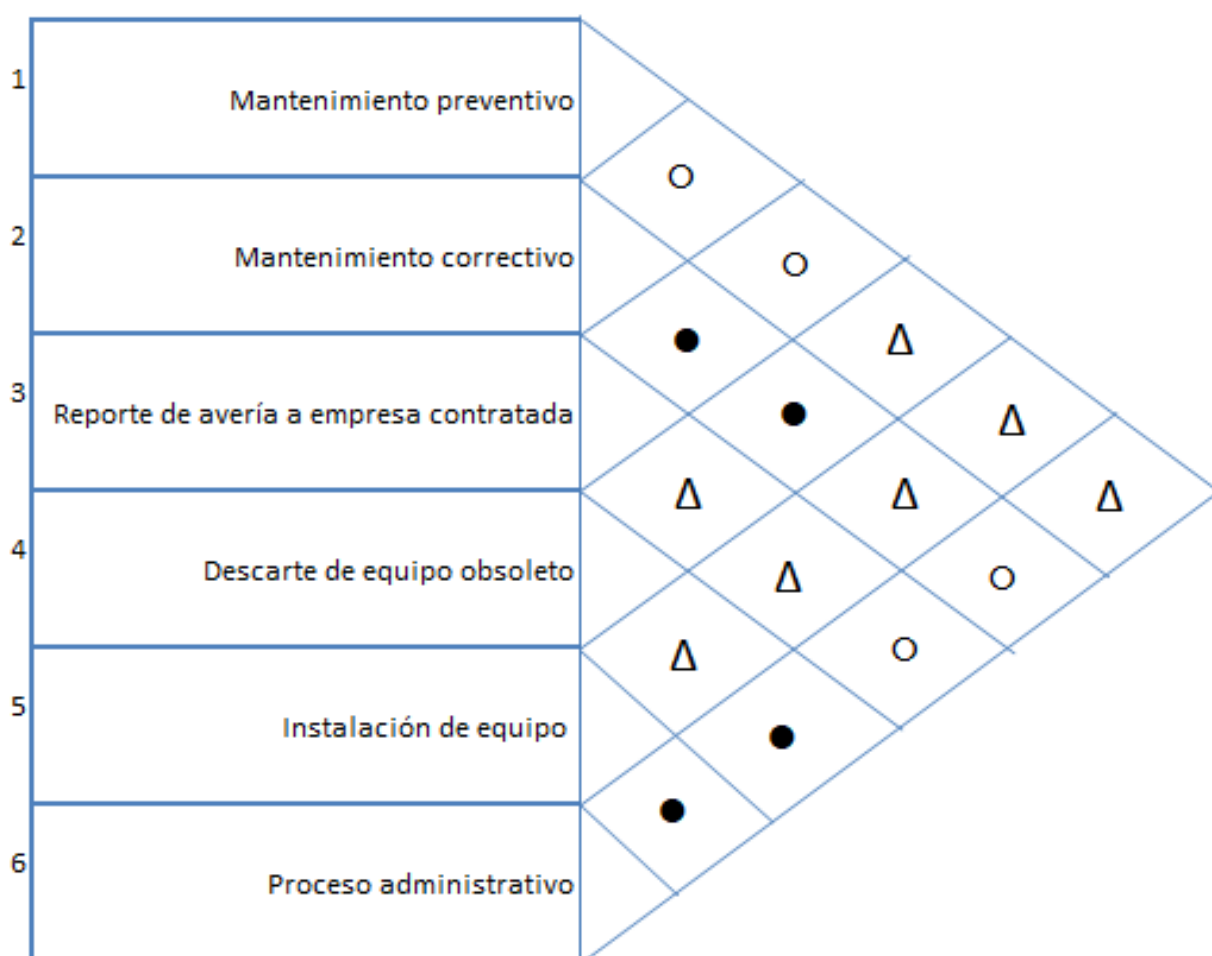 1
Mantenimiento preventivo
2
Mantenimiento correctivo
3
Reporte de avería a empresa contratada
4
Descarte de equipo obsoleto
5
Instalación de equipo
6
Proceso administrativo
O
O
●
Δ
●
Δ
Δ
Δ
Δ
Δ
O
Δ
O
●
●